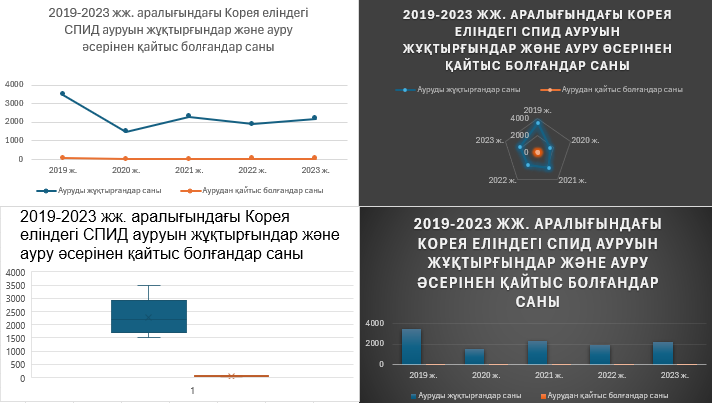 2019-2023 жж. аралығындағы Корея еліндегі
СПИД ауруын жұқтырғындар және ауру
әсерінен қайтыс болғандар саны
4000
3000
2000
1000
0
2019 ж.
2020 ж.
2021 ж.
2022 ж.
2023 ж.
Ауруды жұқтырғандар саны
Аурудан қайтыс болғандар саны
2019-2023 ЖЖ. АРАЛЫҒЫНДАҒЫ КОРЕЯ
ЕЛІНДЕГІ СПИД АУРУЫН
ЖҰҚТЫРҒЫНДАР ЖӘНЕ АУРУ ӘСЕРІНЕН
ҚАЙТЫС БОЛҒАНДАР САНЫ
Ауруды жұқтырғандар саны
Аурудан қайтыс болғандар саны
2019 ж.
4000
2000
0
2023 ж.
2020 ж.
2022 ж.
2021 ж.
2019-2023 жж. аралығындағы Корея
еліндегі СПИД ауруын жұқтырғындар және
ауру әсерінен қайтыс болғандар саны
4000
3500
3000
2500
2000
1500
1000
500
0
1
2019-2023 ЖЖ. АРАЛЫҒЫНДАҒЫ
КОРЕЯ ЕЛІНДЕГІ СПИД АУРУЫН
ЖҰҚТЫРҒЫНДАР ЖӘНЕ АУРУ
ӘСЕРІНЕН ҚАЙТЫС БОЛҒАНДАР
САНЫ
4000
2000
0
2019 ж.
2020 ж.
2021 ж.
2022 ж.
2023 ж.
Ауруды жұқтырғандар саны
Аурудан қайтыс болғандар саны